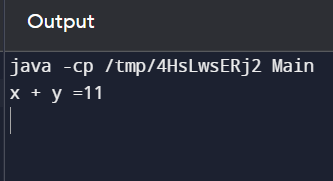 Output
java -cp /tmp/4HsLwsERj2 Main
x + y =11